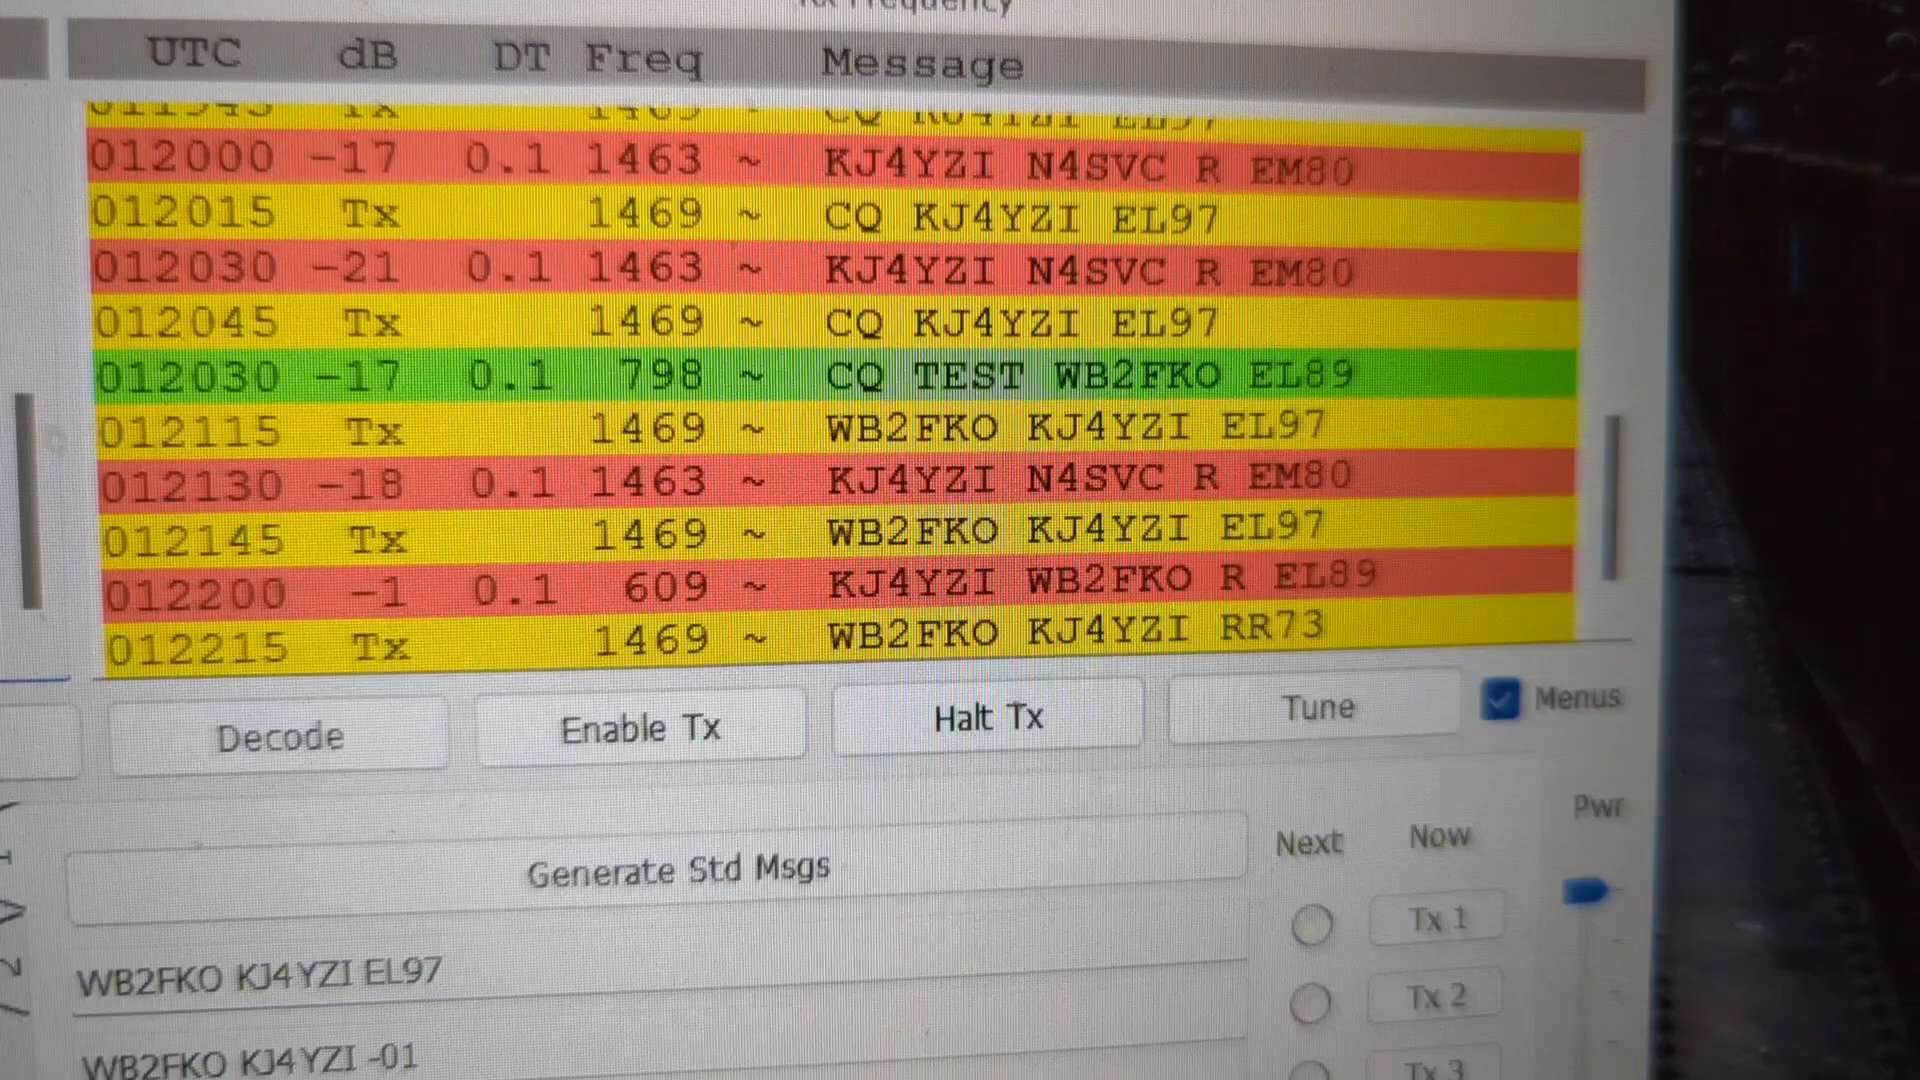 Rx Frequency
UTC dB DT Freq Message
012000 -17 0.1 1463 ~ KJ4YZI N4SVC R EM80
012015 Tx 1469 ~ CQ KJ4YZI EL97
012030 -21 0.1 1463 ~ KJ4YZI N4SVC R EM80
012045 Tx 1469 ~ CQ KJ4YZI EL97
012030 -17 0.1 798 ~ CQ TEST WB2FKO EL89
012115 Tx 1469 ~ WB2FKO KJ4YZI EL97
012130 -18 0.1 1463 ~ KJ4YZI N4SVC R EM80
012145 Tx 1469 ~ WB2FKO KJ4YZI EL97
012200 -1 0.1 609 ~ KJ4YZI WB2FKO R EL89
012215 Tx 1469 ~ WB2FKO KJ4YZI RR73
Decode Enable Tx Halt Tx Tune Menus
Pwr
Generate Std Msgs Next Now
WB2FKO KJ4YZI EL97 Tx 1
WB2FKO KJ4YZI -01 Tx 2
Tx 3